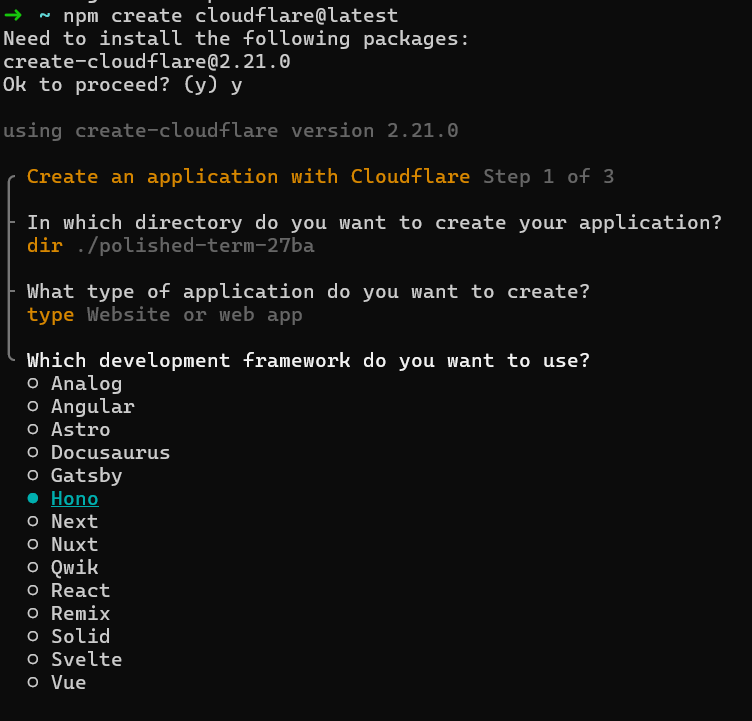 → ~ npm create cloudflare@latest
Need to install the following packages:
create-cloudflare@2.21.0
Ok to proceed? (y) y
using create-cloudflare version 2.21.0
Create an application with Cloudflare Step 1 of 3
In which directory do you want to create your application?
dir ./polished-term-27ba
What type of application do you want to create?
type Website or web app
Which development framework do you want to use?
○ Analog
○ Angular
○ Astro
○ Docusaurus
○ Gatsby
● Hono
○ Next
○ Nuxt
○ Qwik
○ React
○ Remix
○ Solid
○ Svelte
○ Vue